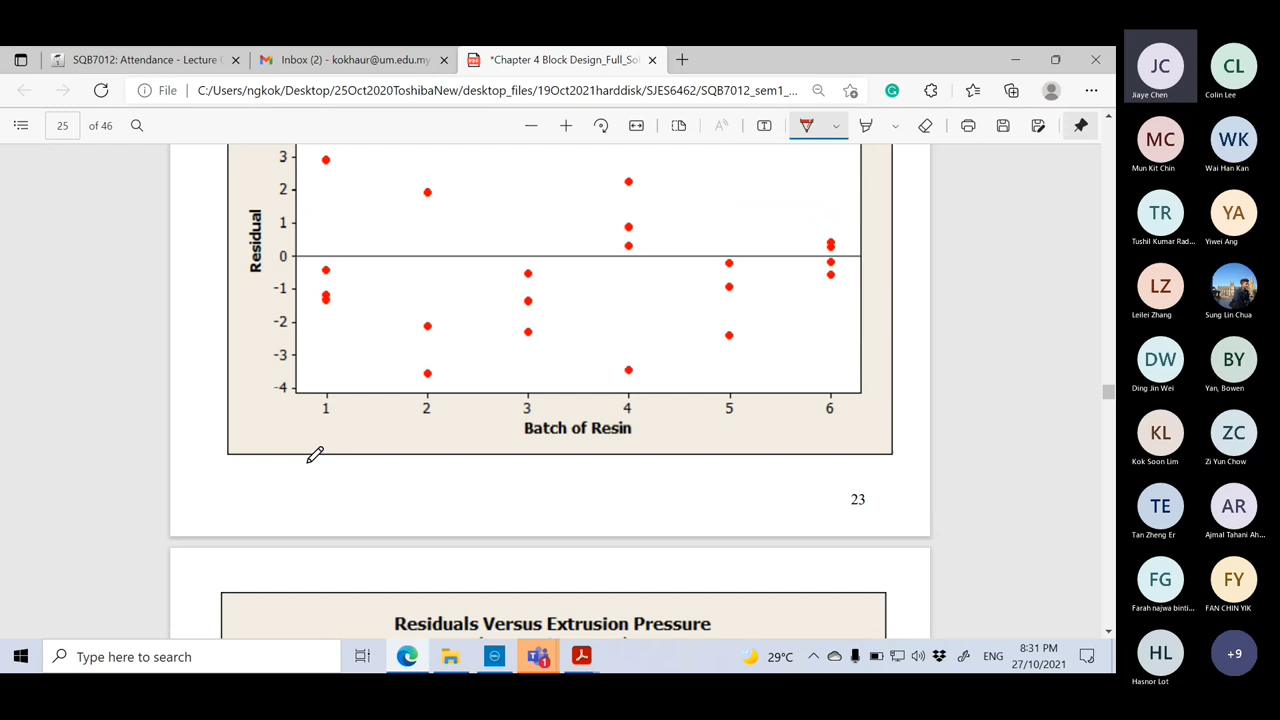 SQB7012: Attendance - Lecture
Inbox (2) - kokhaur@um.edu.my
*Chapter 4 Block Design_Full_Sol
File
C:/Users/ngkok/Desktop/25Oct2020ToshibaNew/desktop_files/19Oct2021harddisk/SJES6462/SQB7012_sem1_...
25 of 46
3
2
1
0
-1
-2
-3
-4
Residual
1 2 3 4 5 6
Batch of Resin
23
Residuals Versus Extrusion Pressure
Type here to search
1
29°C
ENG
8:31 PM
27/10/2021
JC
Jiaye Chen
CL
Colin Lee
MC
Mun Kit Chin
WK
Wai Han Kan
TR
Tushil Kumar Rad...
YA
Yiwei Ang
LZ
Leilei Zhang
Sung Lin Chua
DW
Ding Jin Wei
BY
Yan, Bowen
KL
Kok Soon Lim
ZC
Zi Yun Chow
TE
Tan Zheng Er
AR
Ajmal Tahani Ah...
FG
Farah najwa binti...
FY
FAN CHIN YIK
HL
Hasnor Lot
+9